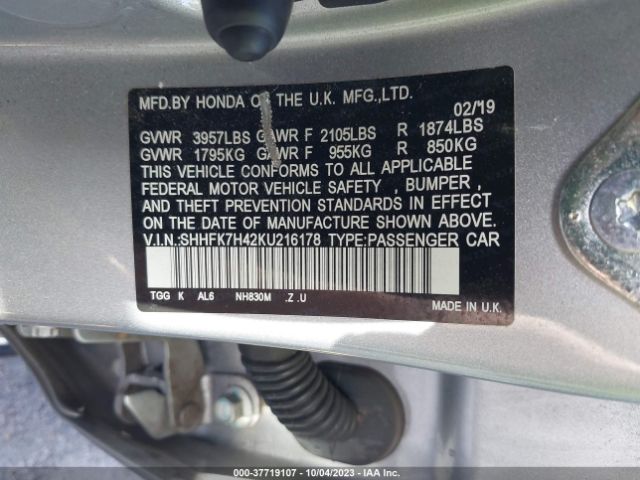 MFD.BY HONDA OF THE U.K. MFG.,LTD.
02/19
GVWR 3957LBS GAWR F 2105LBS R 1874LBS
GVWR 1795KG GAWR F 955KG R 850KG
THIS VEHICLE CONFORMS TO ALL APPLICABLE
FEDERAL MOTOR VEHICLE SAFETY , BUMPER ,
AND THEFT PREVENTION STANDARDS IN EFFECT
ON THE DATE OF MANUFACTURE SHOWN ABOVE.
V.I.N.:SHHFK7H42KU216178 TYPE:PASSENGER CAR
TGG K AL6 NH830M .Z .U
MADE IN U.K.
000-37719107 - 10/04/2023 - IAA Inc.